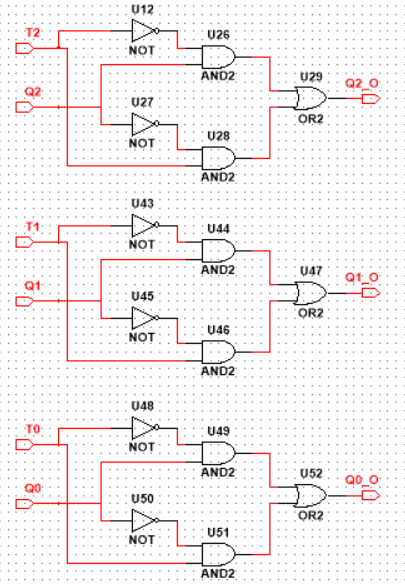 U12
T2
U26
NOT
U29
Q2_O
AND2
Q2
U27
OR2
U28
NOT
AND2
U43
T1
U44
NOT
U47
Q1_O
AND2
Q1
U45
OR2
U46
NOT
AND2
U48
T0
U49
NOT
U52
Q0_O
AND2
Q0
U50
OR2
U51
NOT
AND2